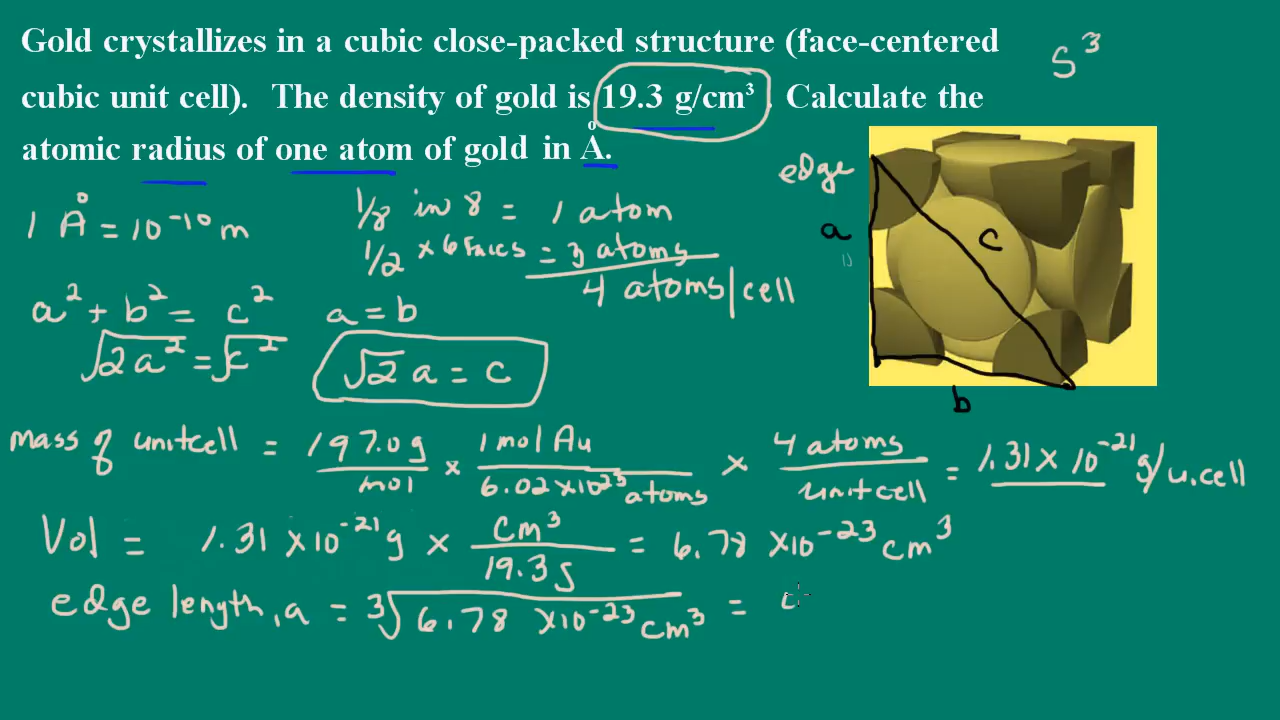 Gold crystallizes in a cubic close-packed structure (face-centered
cubic unit cell). The density of gold is 19.3 g/cm³. Calculate the
atomic radius of one atom of gold in Å.
S³
edge
a
c
b
1 Å = 10⁻¹⁰ m
1/8 in 8 = 1 atom
1/2 × 6 Faces = 3 atoms
4 atoms/cell
a² + b² = c² a = b
√2a² = √c² √2 a = c
mass of unitcell = 197.0g/mol × 1 mol Au/6.02×10²³ atoms × 4 atoms/unitcell = 1.31 × 10⁻²¹ g/u.cell
Vol = 1.31 ×10⁻²¹ g × cm³/19.3g = 6.78 ×10⁻²³ cm³
edge length, a = ³√6.78 ×10⁻²³ cm³ =